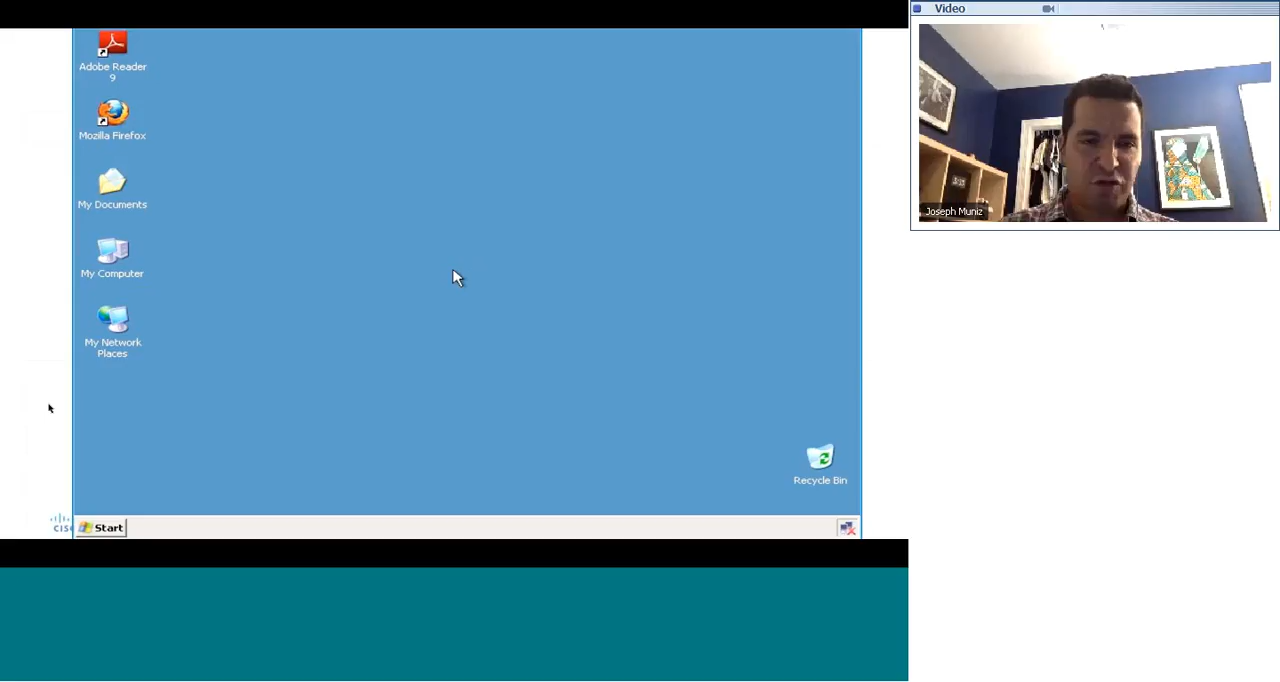 Video
Adobe Reader
9
Mozilla Firefox
My Documents
My Computer
My Network
Places
Recycle Bin
Start
Joseph Muniz